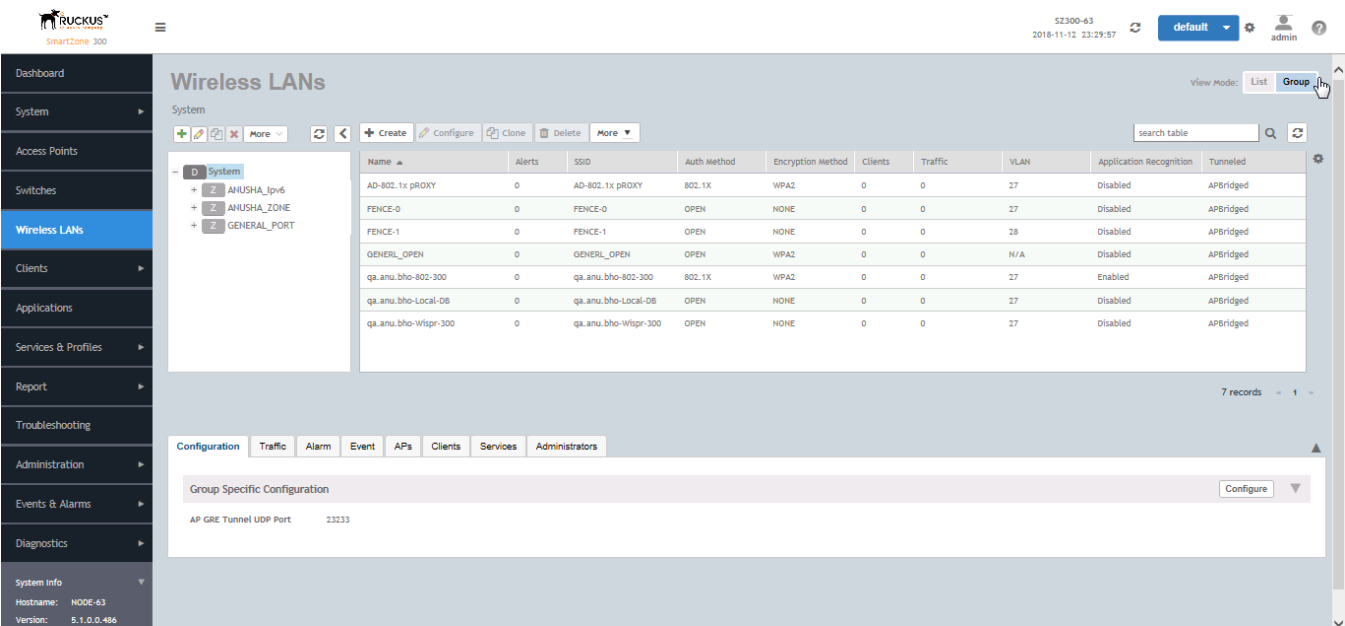 RUCKUS™
SmartZone 300
SZ300-63
2018-11-12 23:29:57
default
admin
Dashboard
System
Access Points
Switches
Wireless LANs
Clients
Applications
Services & Profiles
Report
Troubleshooting
Administration
Events & Alarms
Diagnostics
System Info
Hostname: NODE-63
Version: 5.1.0.0.486
Wireless LANs
View Mode: List Group
System
More
Create Configure Clone Delete More
search table
D System
Z ANUSHA_Ipv6
Z ANUSHA_ZONE
Z GENERAL_PORT
Name Alerts SSID Auth Method Encryption Method Clients Traffic VLAN Application Recognition Tunneled
AD-802.1x pROXY 0 AD-802.1x pROXY 802.1X WPA2 0 0 27 Disabled APBridged
FENCE-0 0 FENCE-0 OPEN NONE 0 0 27 Disabled APBridged
FENCE-1 0 FENCE-1 OPEN NONE 0 0 28 Disabled APBridged
GENERL_OPEN 0 GENERL_OPEN OPEN WPA2 0 0 N/A Disabled APBridged
qa.anu.bho-802-300 0 qa.anu.bho-802-300 802.1X WPA2 0 0 27 Enabled APBridged
qa.anu.bho-Local-DB 0 qa.anu.bho-Local-DB OPEN NONE 0 0 27 Disabled APBridged
qa.anu.bho-Wispr-300 0 qa.anu.bho-Wispr-300 OPEN NONE 0 0 27 Disabled APBridged
7 records « 1 »
Configuration Traffic Alarm Event APs Clients Services Administrators
Group Specific Configuration
Configure
AP GRE Tunnel UDP Port 23233